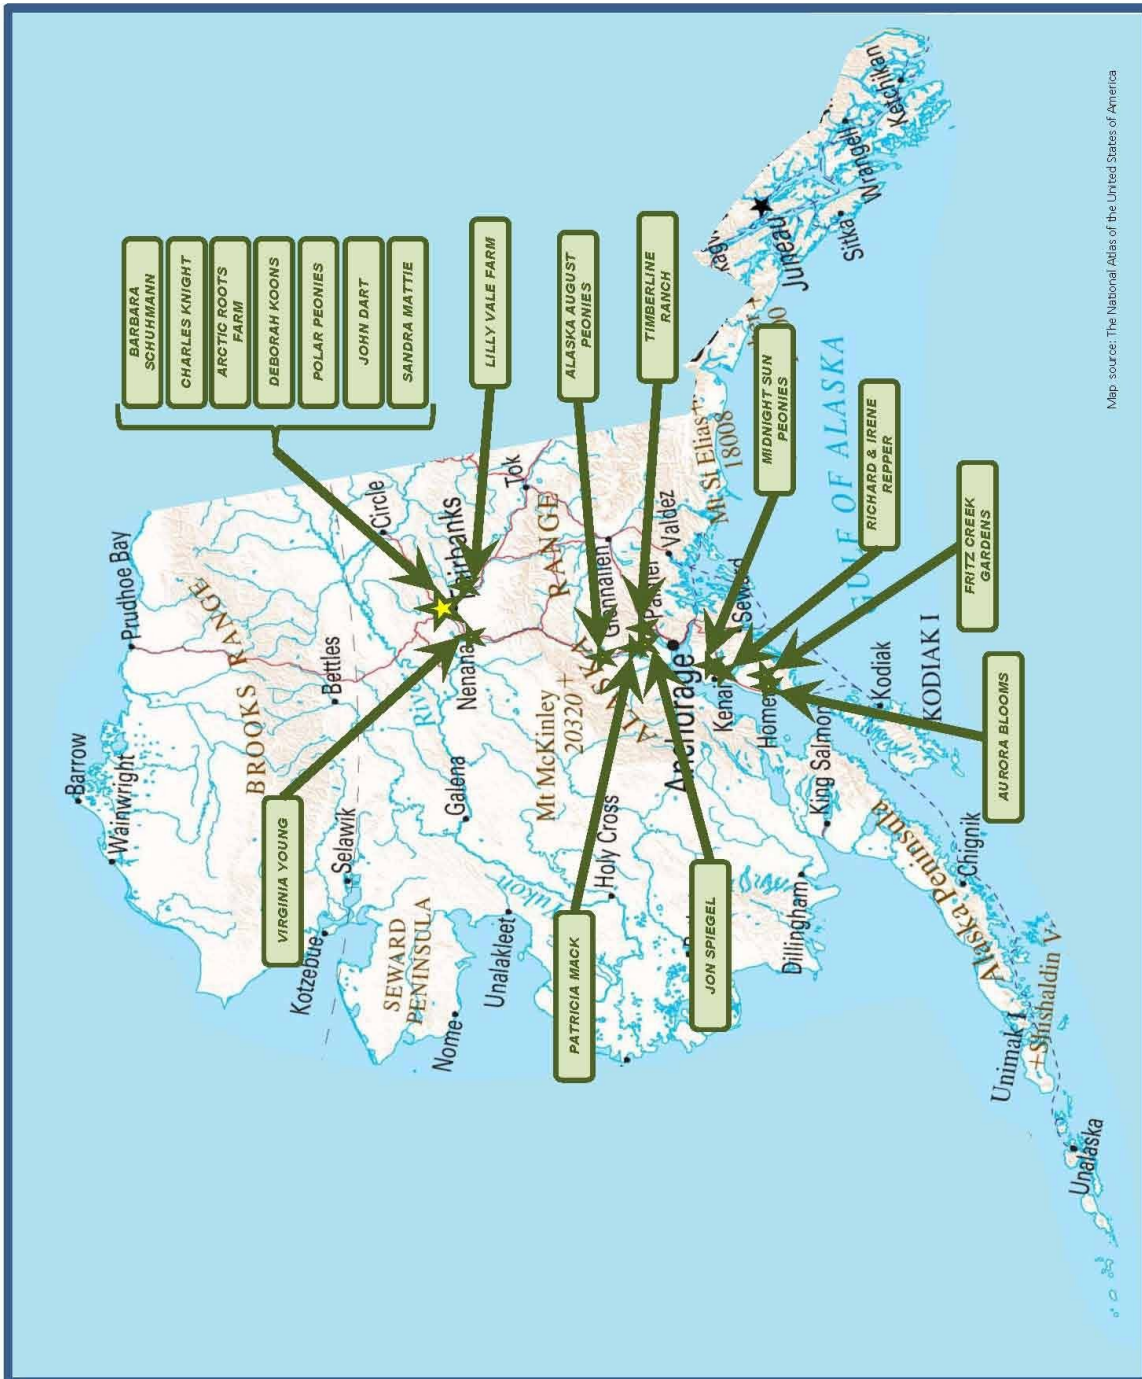 Barrow
Wainwright
Prudhoe Bay
BROOKS
RANGE
Kotzebue
Selawik
Bettles
Circle
BARBARA
SCHUHMANN
CHARLES KNIGHT
ARCTIC ROOTS
FARM
DEBORAH KOONS
POLAR PEONIES
JOHN DART
SANDRA MATTIE
VIRGINIA YOUNG
SEWARD
PENINSULA
Nome
Unalakleet
Galena
Yukon
River
Nenana
Fairbanks
LILLY VALE FARM
Tok
Mt McKinley
20320 +
RANGE
Holy Cross
Glennallen
ALASKA AUGUST
PEONIES
PATRICIA MACK
Palmer
Valdez
TIMBERLINE
RANCH
JON SPIEGEL
Anchorage
Mt St Elias
18008
Juneau
Sitka
Wrangell
Ketchikan
Dillingham
Kenai
Seward
MIDNIGHT SUN
PEONIES
King Salmon
Homer
GULF OF ALASKA
RICHARD & IRENE
REPPER
Kodiak
KODIAK I
FRITZ CREEK
GARDENS
AURORA BLOOMS
Alaska Peninsula
Chignik
Unimak I
+Shishaldin V
Unalaska
Map source: The National Atlas of the United States of America